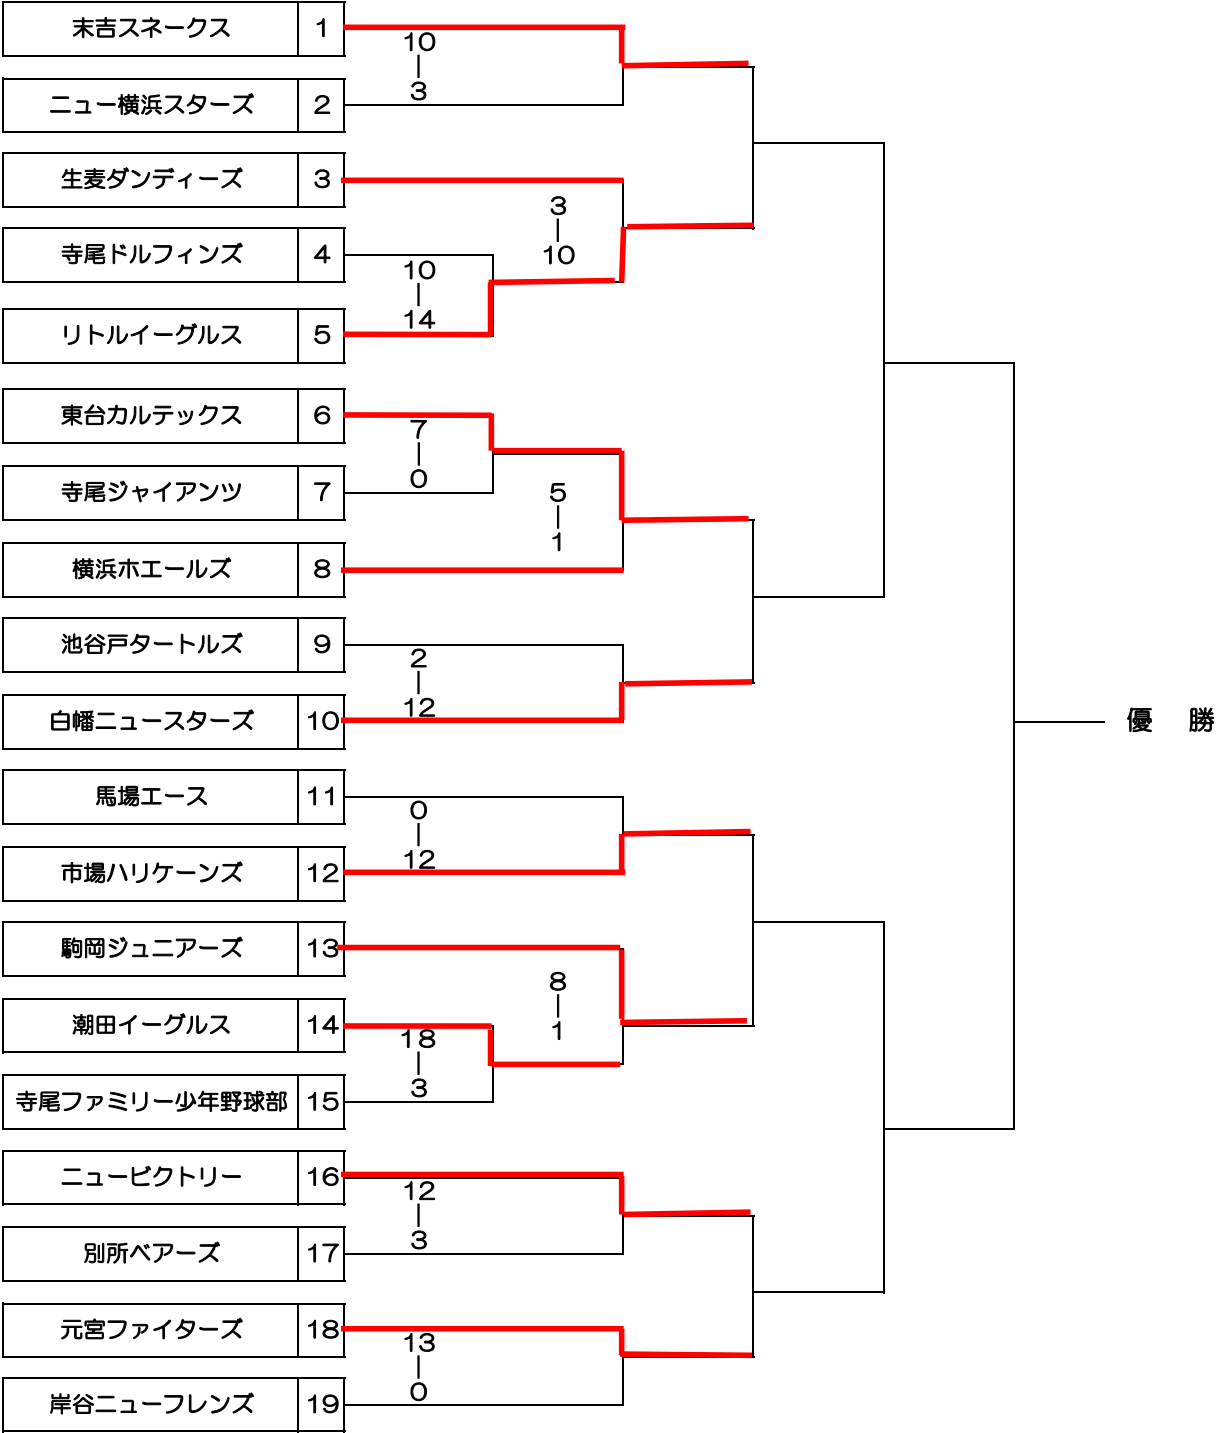 末吉スネークス 1
10
|
3
ニュー横浜スターズ 2
生麦ダンディーズ 3
3
|
10
寺尾ドルフィンズ 4
10
|
14
リトルイーグルス 5
東台カルテックス 6
7
|
0
寺尾ジャイアンツ 7
5
|
1
横浜ホエールズ 8
池谷戸タートルズ 9
2
|
12
白幡ニュースターズ 10
優 勝
馬場エース 11
0
|
12
市場ハリケーンズ 12
駒岡ジュニアーズ 13
8
|
1
潮田イーグルス 14
18
|
3
寺尾ファミリー少年野球部 15
ニュービクトリー 16
12
|
3
別所ベアーズ 17
元宮ファイターズ 18
13
|
0
岸谷ニューフレンズ 19